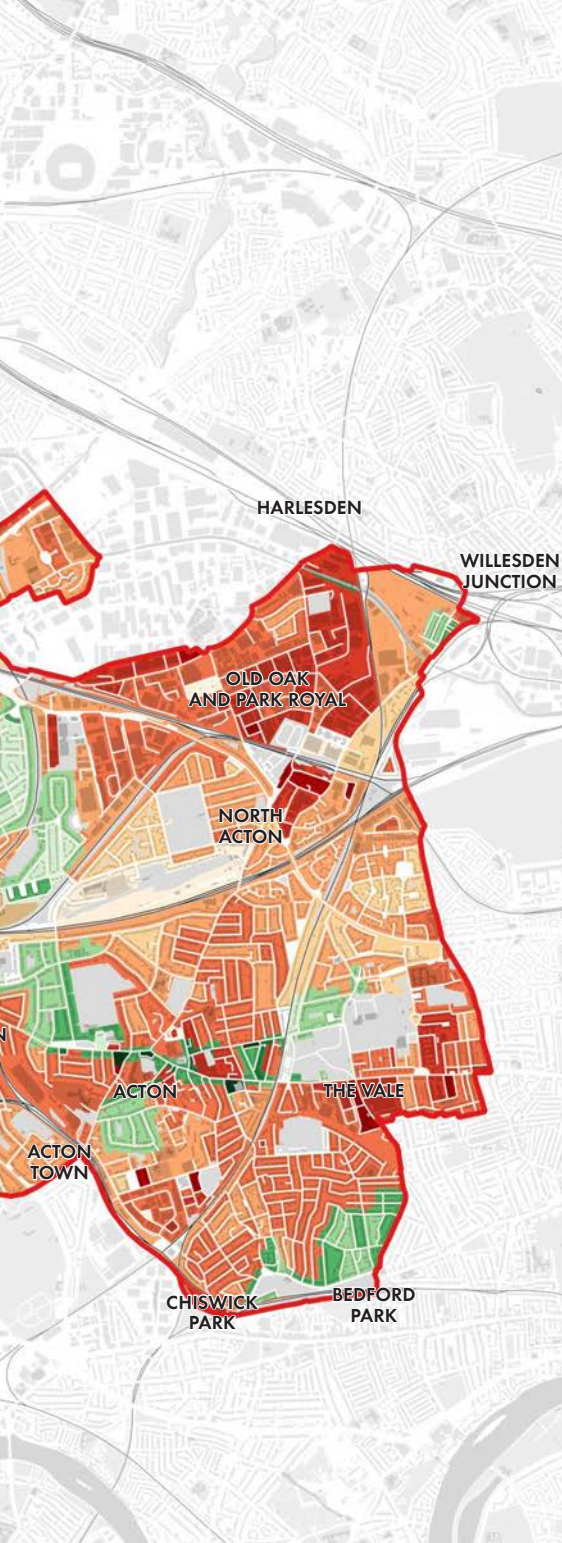 HARLESDEN
WILLESDEN
JUNCTION
OLD OAK
AND PARK ROYAL
NORTH
ACTON
N
ACTON
THE VALE
ACTON
TOWN
CHISWICK
PARK
BEDFORD
PARK